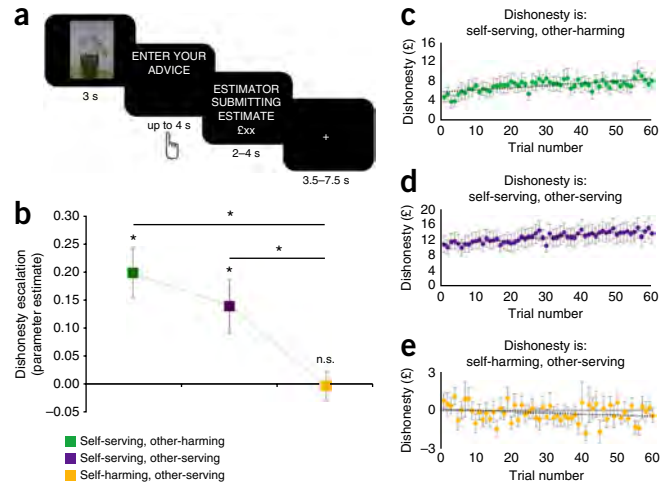 a
3 s
ENTER YOUR
ADVICE
up to 4 s
ESTIMATOR
SUBMITTING
ESTIMATE
£xx
2–4 s
+
3.5–7.5 s
b
Dishonesty escalation
(parameter estimate)
0.30
0.25
0.20
0.15
0.10
0.05
0.00
–0.05
*
*
*
*
n.s.
Self-serving, other-harming
Self-serving, other-serving
Self-harming, other-serving
c
Dishonesty is:
self-serving, other-harming
Dishonesty (£)
16
12
8
4
0
0 10 20 30 40 50 60
Trial number
d
Dishonesty is:
self-serving, other-serving
Dishonesty (£)
20
16
12
8
4
0
0 10 20 30 40 50 60
Trial number
e
Dishonesty is:
self-harming, other-serving
Dishonesty (£)
3
0
–3
0 10 20 30 40 50 60
Trial number